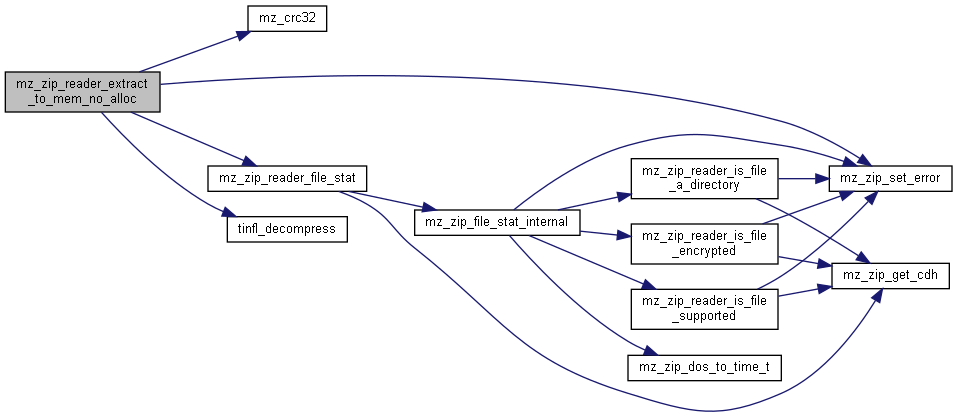 mz_crc32
mz_zip_reader_extract
_to_mem_no_alloc
mz_zip_reader_file_stat
tinfl_decompress
mz_zip_file_stat_internal
mz_zip_reader_is_file
_a_directory
mz_zip_reader_is_file
_encrypted
mz_zip_reader_is_file
_supported
mz_zip_dos_to_time_t
mz_zip_set_error
mz_zip_get_cdh